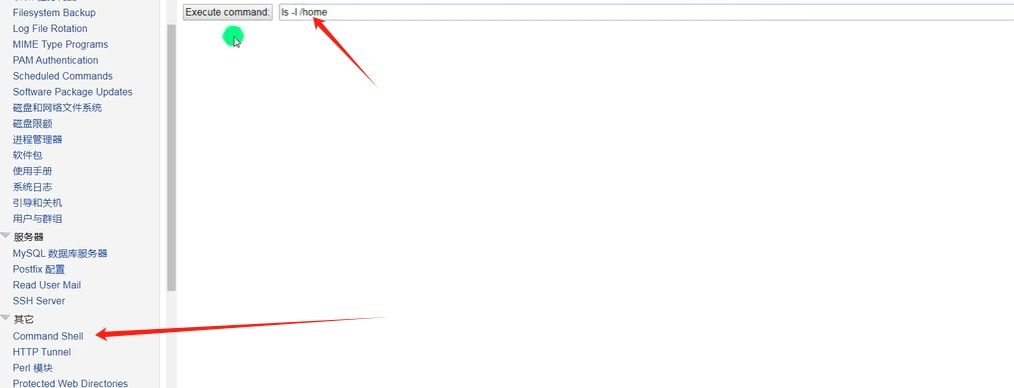 Execute command:
ls -l /home
Filesystem Backup
Log File Rotation
MIME Type Programs
PAM Authentication
Scheduled Commands
Software Package Updates
磁盘和网络文件系统
磁盘限额
进程管理器
软件包
使用手册
系统日志
引导和关机
用户与群组
服务器
MySQL 数据库服务器
Postfix 配置
Read User Mail
SSH Server
其它
Command Shell
HTTP Tunnel
Perl 模块
Protected Web Directories